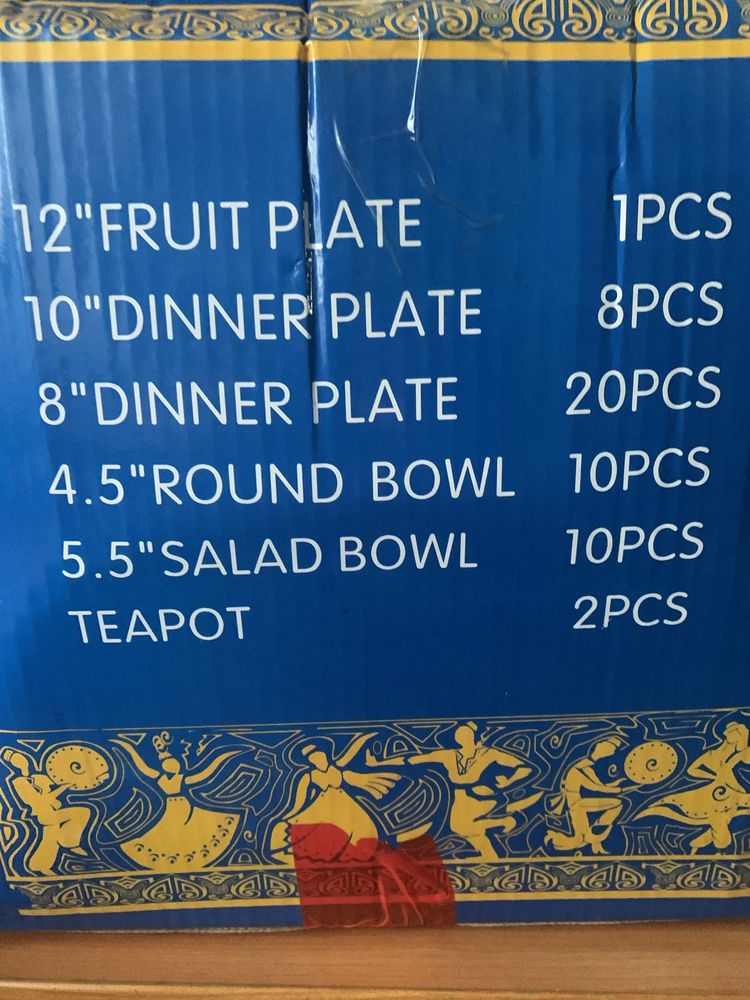 12"FRUIT PLATE 1PCS
10"DINNER PLATE 8PCS
8"DINNER PLATE 20PCS
4.5"ROUND BOWL 10PCS
5.5"SALAD BOWL 10PCS
TEAPOT 2PCS